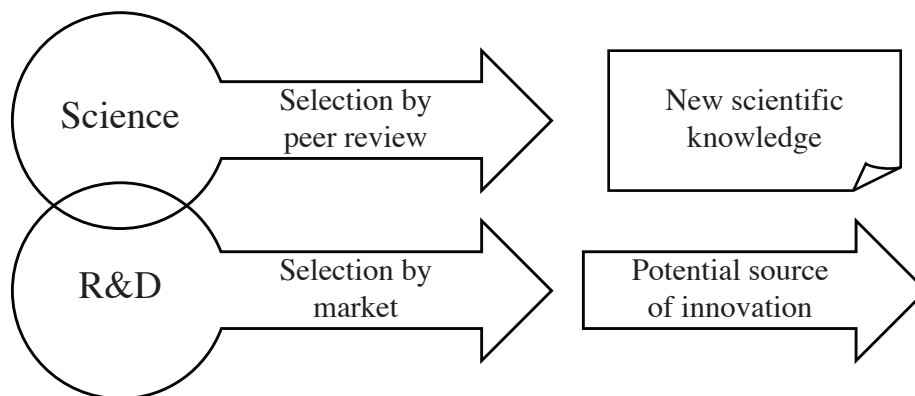 Science
Selection by
peer review
New scientific
knowledge
R&D
Selection by
market
Potential source
of innovation